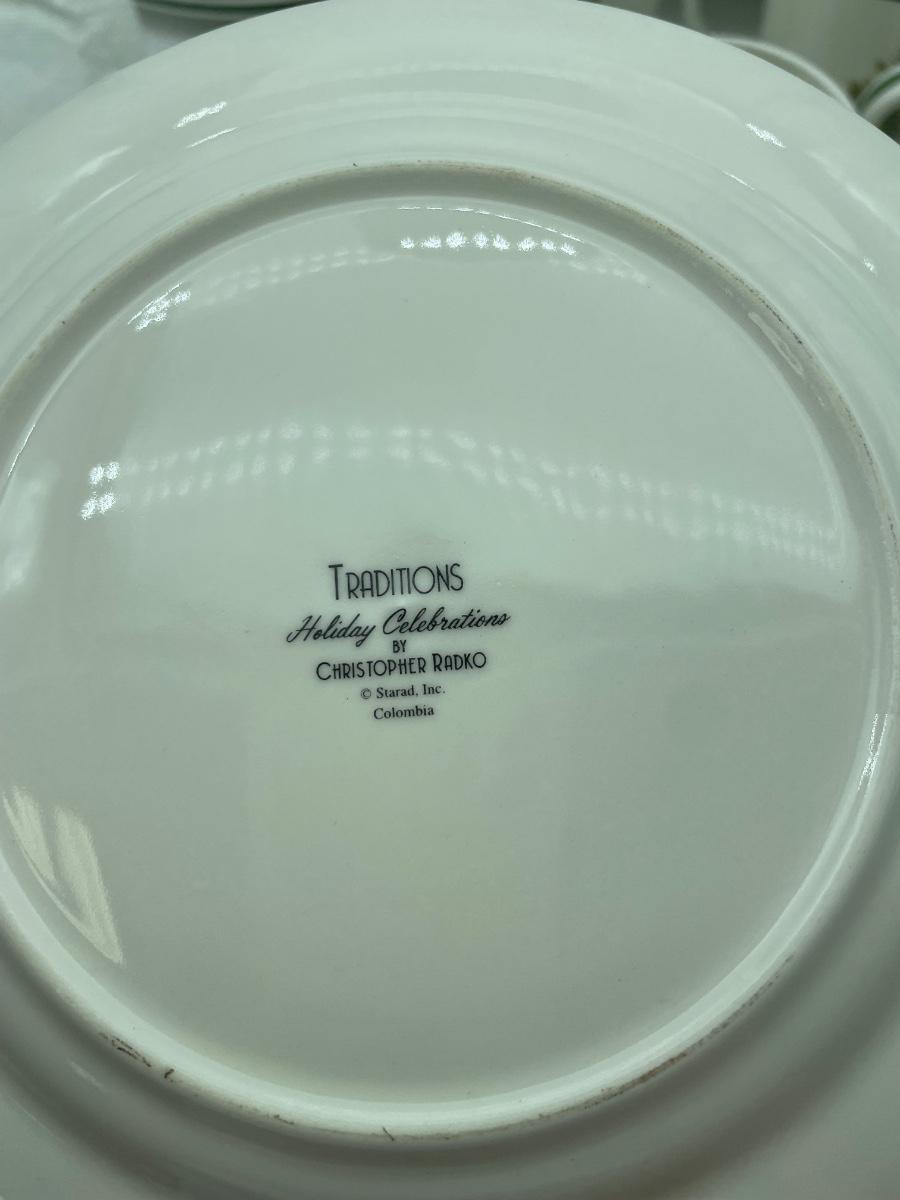 TRADITIONS
Holiday Celebrations
BY
CHRISTOPHER RADKO
© Starad, Inc.
Colombia